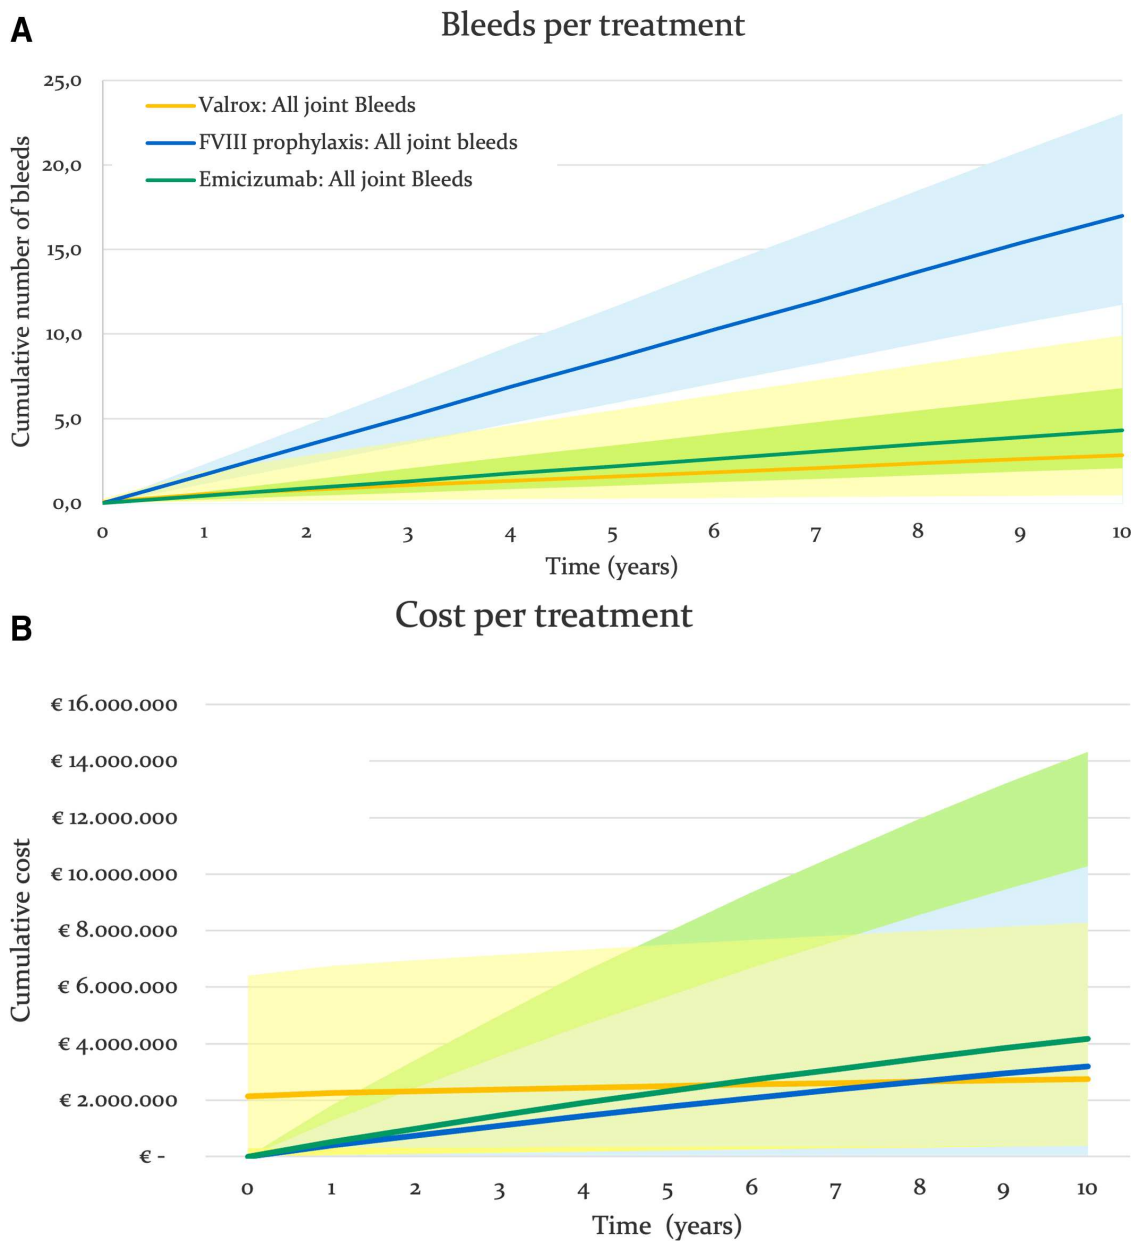 A
Bleeds per treatment
Cumulative number of bleeds
25,0
20,0
15,0
10,0
5,0
0,0
Valrox: All joint Bleeds
FVIII prophylaxis: All joint bleeds
Emicizumab: All joint Bleeds
0 1 2 3 4 5 6 7 8 9 10
Time (years)
B
Cost per treatment
Cumulative cost
€ 16.000.000
€ 14.000.000
€ 12.000.000
€ 10.000.000
€ 8.000.000
€ 6.000.000
€ 4.000.000
€ 2.000.000
€ -
0 1 2 3 4 5 6 7 8 9 10
Time (years)